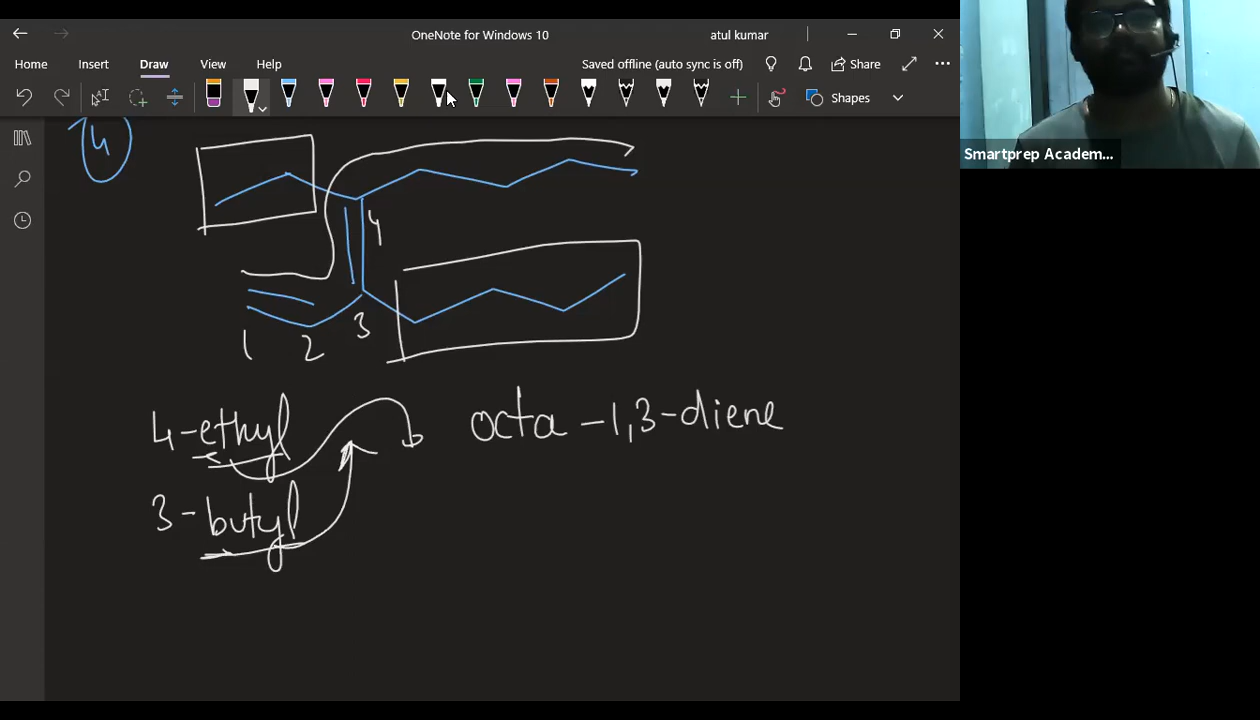 OneNote for Windows 10
atul kumar
Home Insert Draw View Help
Saved offline (auto sync is off)
Share
Shapes
Smartprep Academ...
4
4
1 2 3
4-ethyl octa-1,3-diene
3-butyl